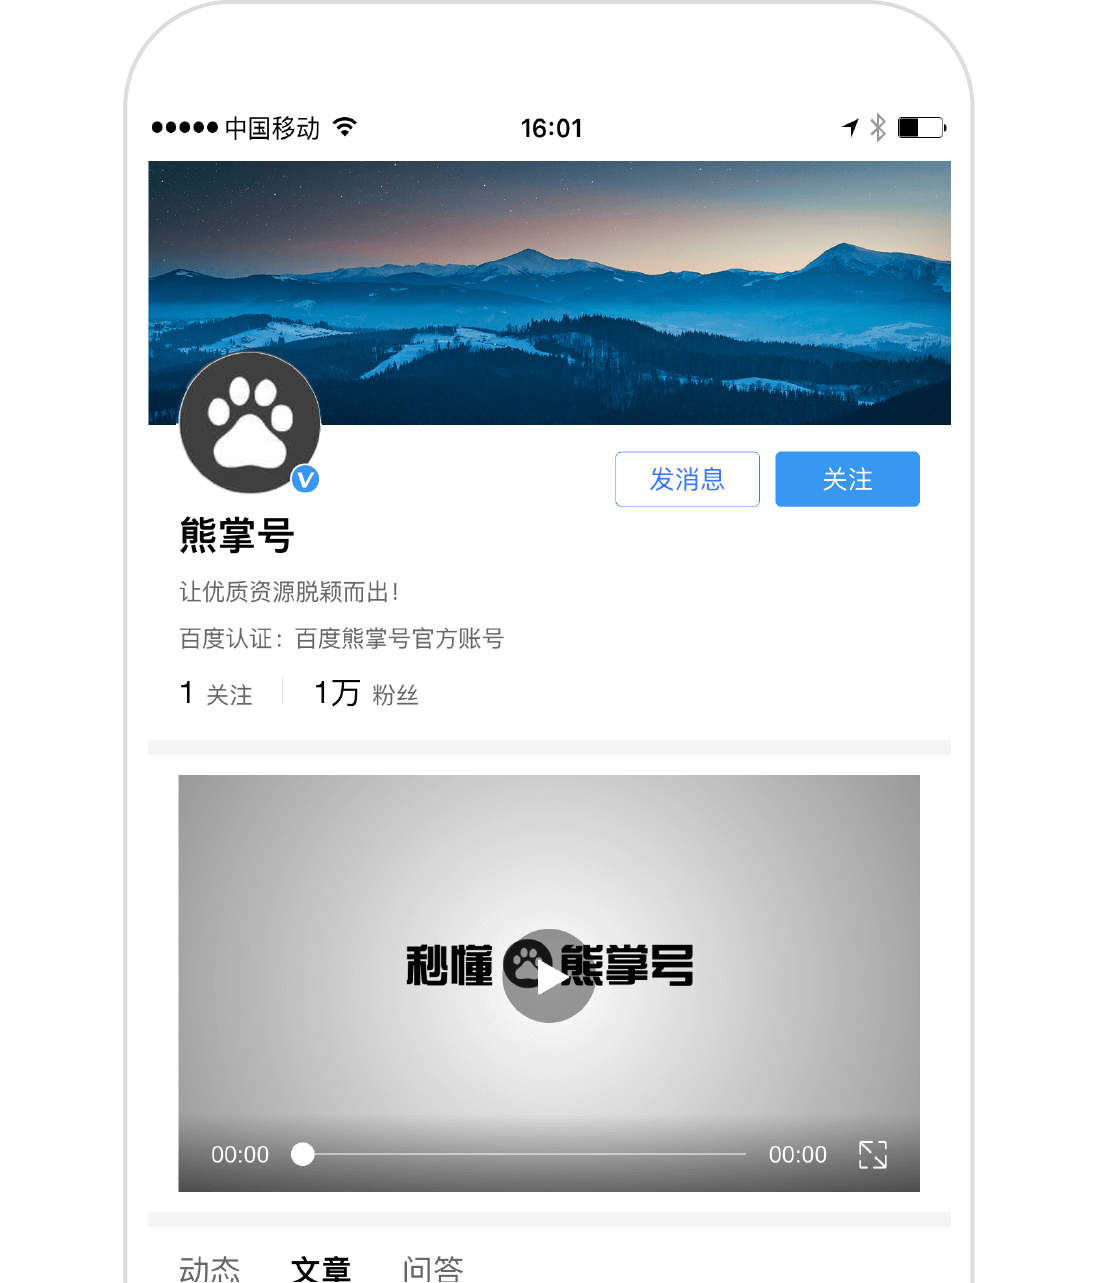 中国移动 16:01
发消息 关注
熊掌号
让优质资源脱颖而出!
百度认证:百度熊掌号官方账号
1 关注 1万 粉丝
秒懂 熊掌号
00:00 00:00
动态 文章 问答